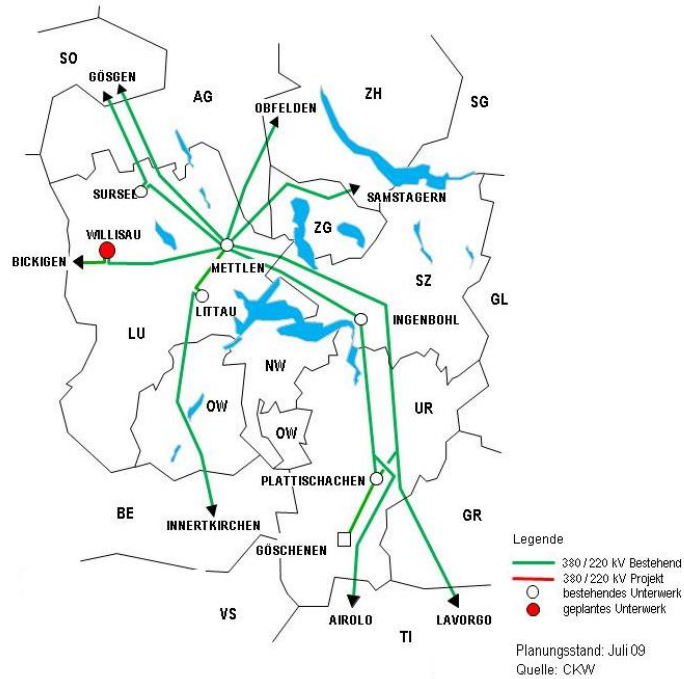 SO
GÖSGEN
AG
OBFELDEN
ZH
SG
SURSEE
SAMSTAGERN
WILLISAU
ZG
BICKIGEN
METTLEN
SZ
GL
LITTAU
INGENBOHL
LU
NW
OW
UR
OW
PLATTISCHACHEN
BE
INNERTKIRCHEN
GÖSCHENEN
GR
VS
AIROLO
TI
LAVORGO
Legende
380 / 220 kV Bestehend
380 / 220 kV Projekt
bestehendes Unterwerk
geplantes Unterwerk
Planungsstand: Juli 09
Quelle: CKW